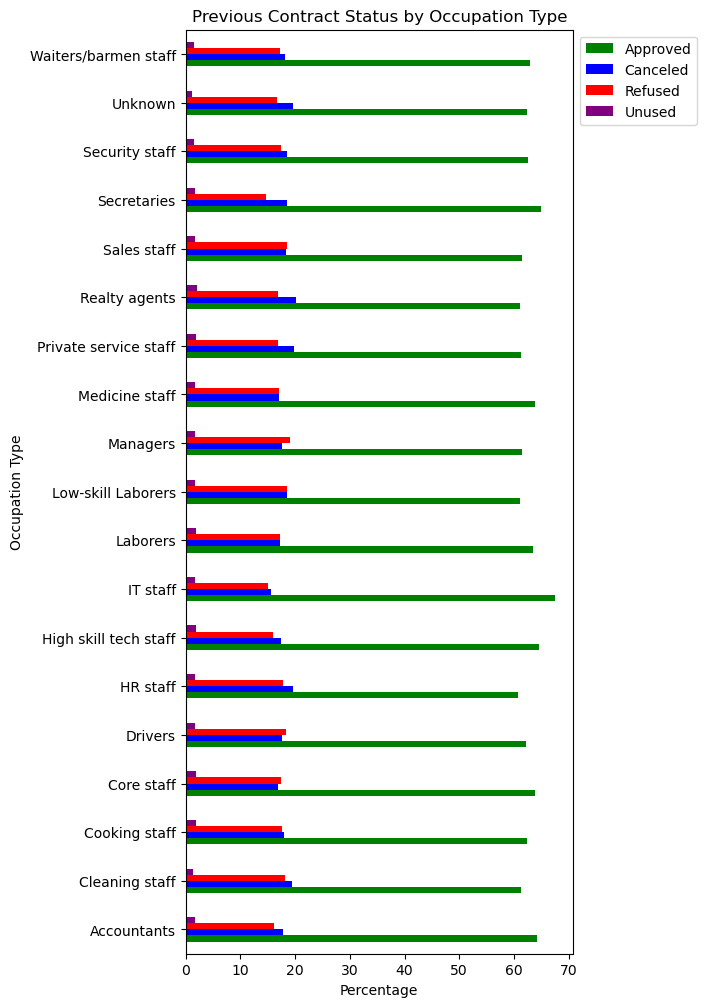 Previous Contract Status by Occupation Type
Approved
Canceled
Refused
Unused
Occupation Type
Waiters/barmen staff
Unknown
Security staff
Secretaries
Sales staff
Realty agents
Private service staff
Medicine staff
Managers
Low-skill Laborers
Laborers
IT staff
High skill tech staff
HR staff
Drivers
Core staff
Cooking staff
Cleaning staff
Accountants
0 10 20 30 40 50 60 70
Percentage